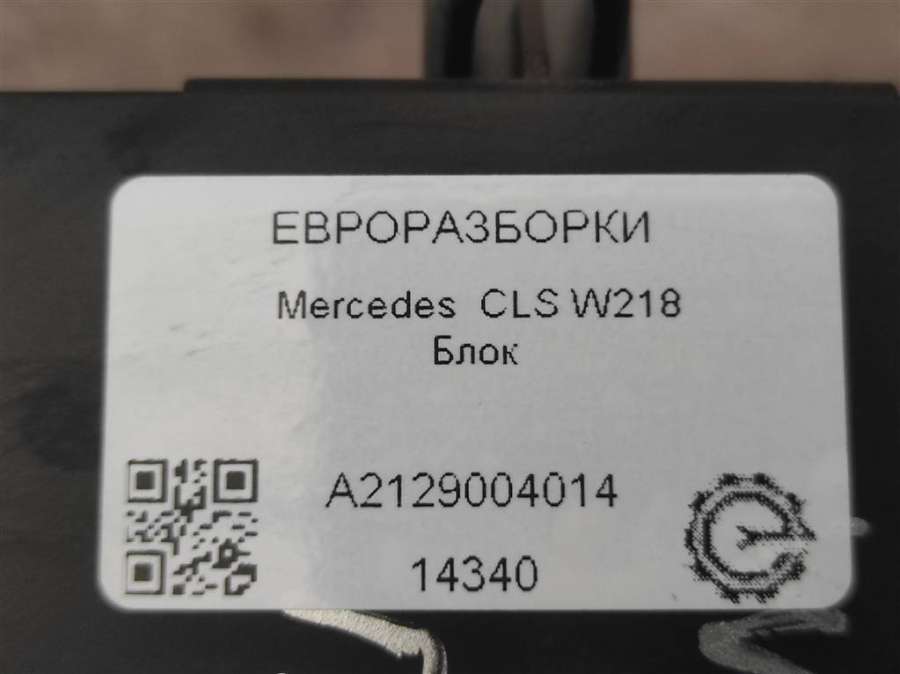 ЕВРОРАЗБОРКИ
Mercedes CLS W218
Блок
A2129004014
14340